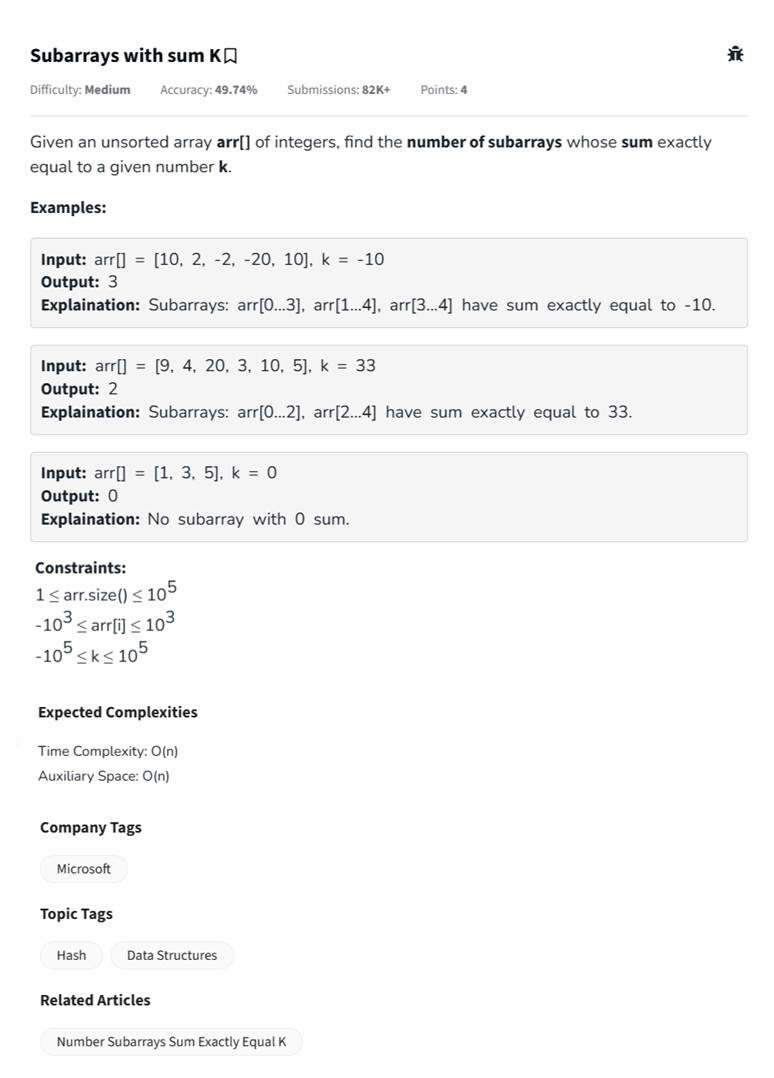 Subarrays with sum K
Difficulty: Medium Accuracy: 49.74% Submissions: 82K+ Points: 4
Given an unsorted array arr[] of integers, find the number of subarrays whose sum exactly
equal to a given number k.
Examples:
Input: arr[] = [10, 2, -2, -20, 10], k = -10
Output: 3
Explaination: Subarrays: arr[0...3], arr[1...4], arr[3...4] have sum exactly equal to -10.
Input: arr[] = [9, 4, 20, 3, 10, 5], k = 33
Output: 2
Explaination: Subarrays: arr[0...2], arr[2...4] have sum exactly equal to 33.
Input: arr[] = [1, 3, 5], k = 0
Output: 0
Explaination: No subarray with 0 sum.
Constraints:
1 ≤ arr.size() ≤ 10^5
-10^3 ≤ arr[i] ≤ 10^3
-10^5 ≤ k ≤ 10^5
Expected Complexities
Time Complexity: O(n)
Auxiliary Space: O(n)
Company Tags
Microsoft
Topic Tags
Hash Data Structures
Related Articles
Number Subarrays Sum Exactly Equal K